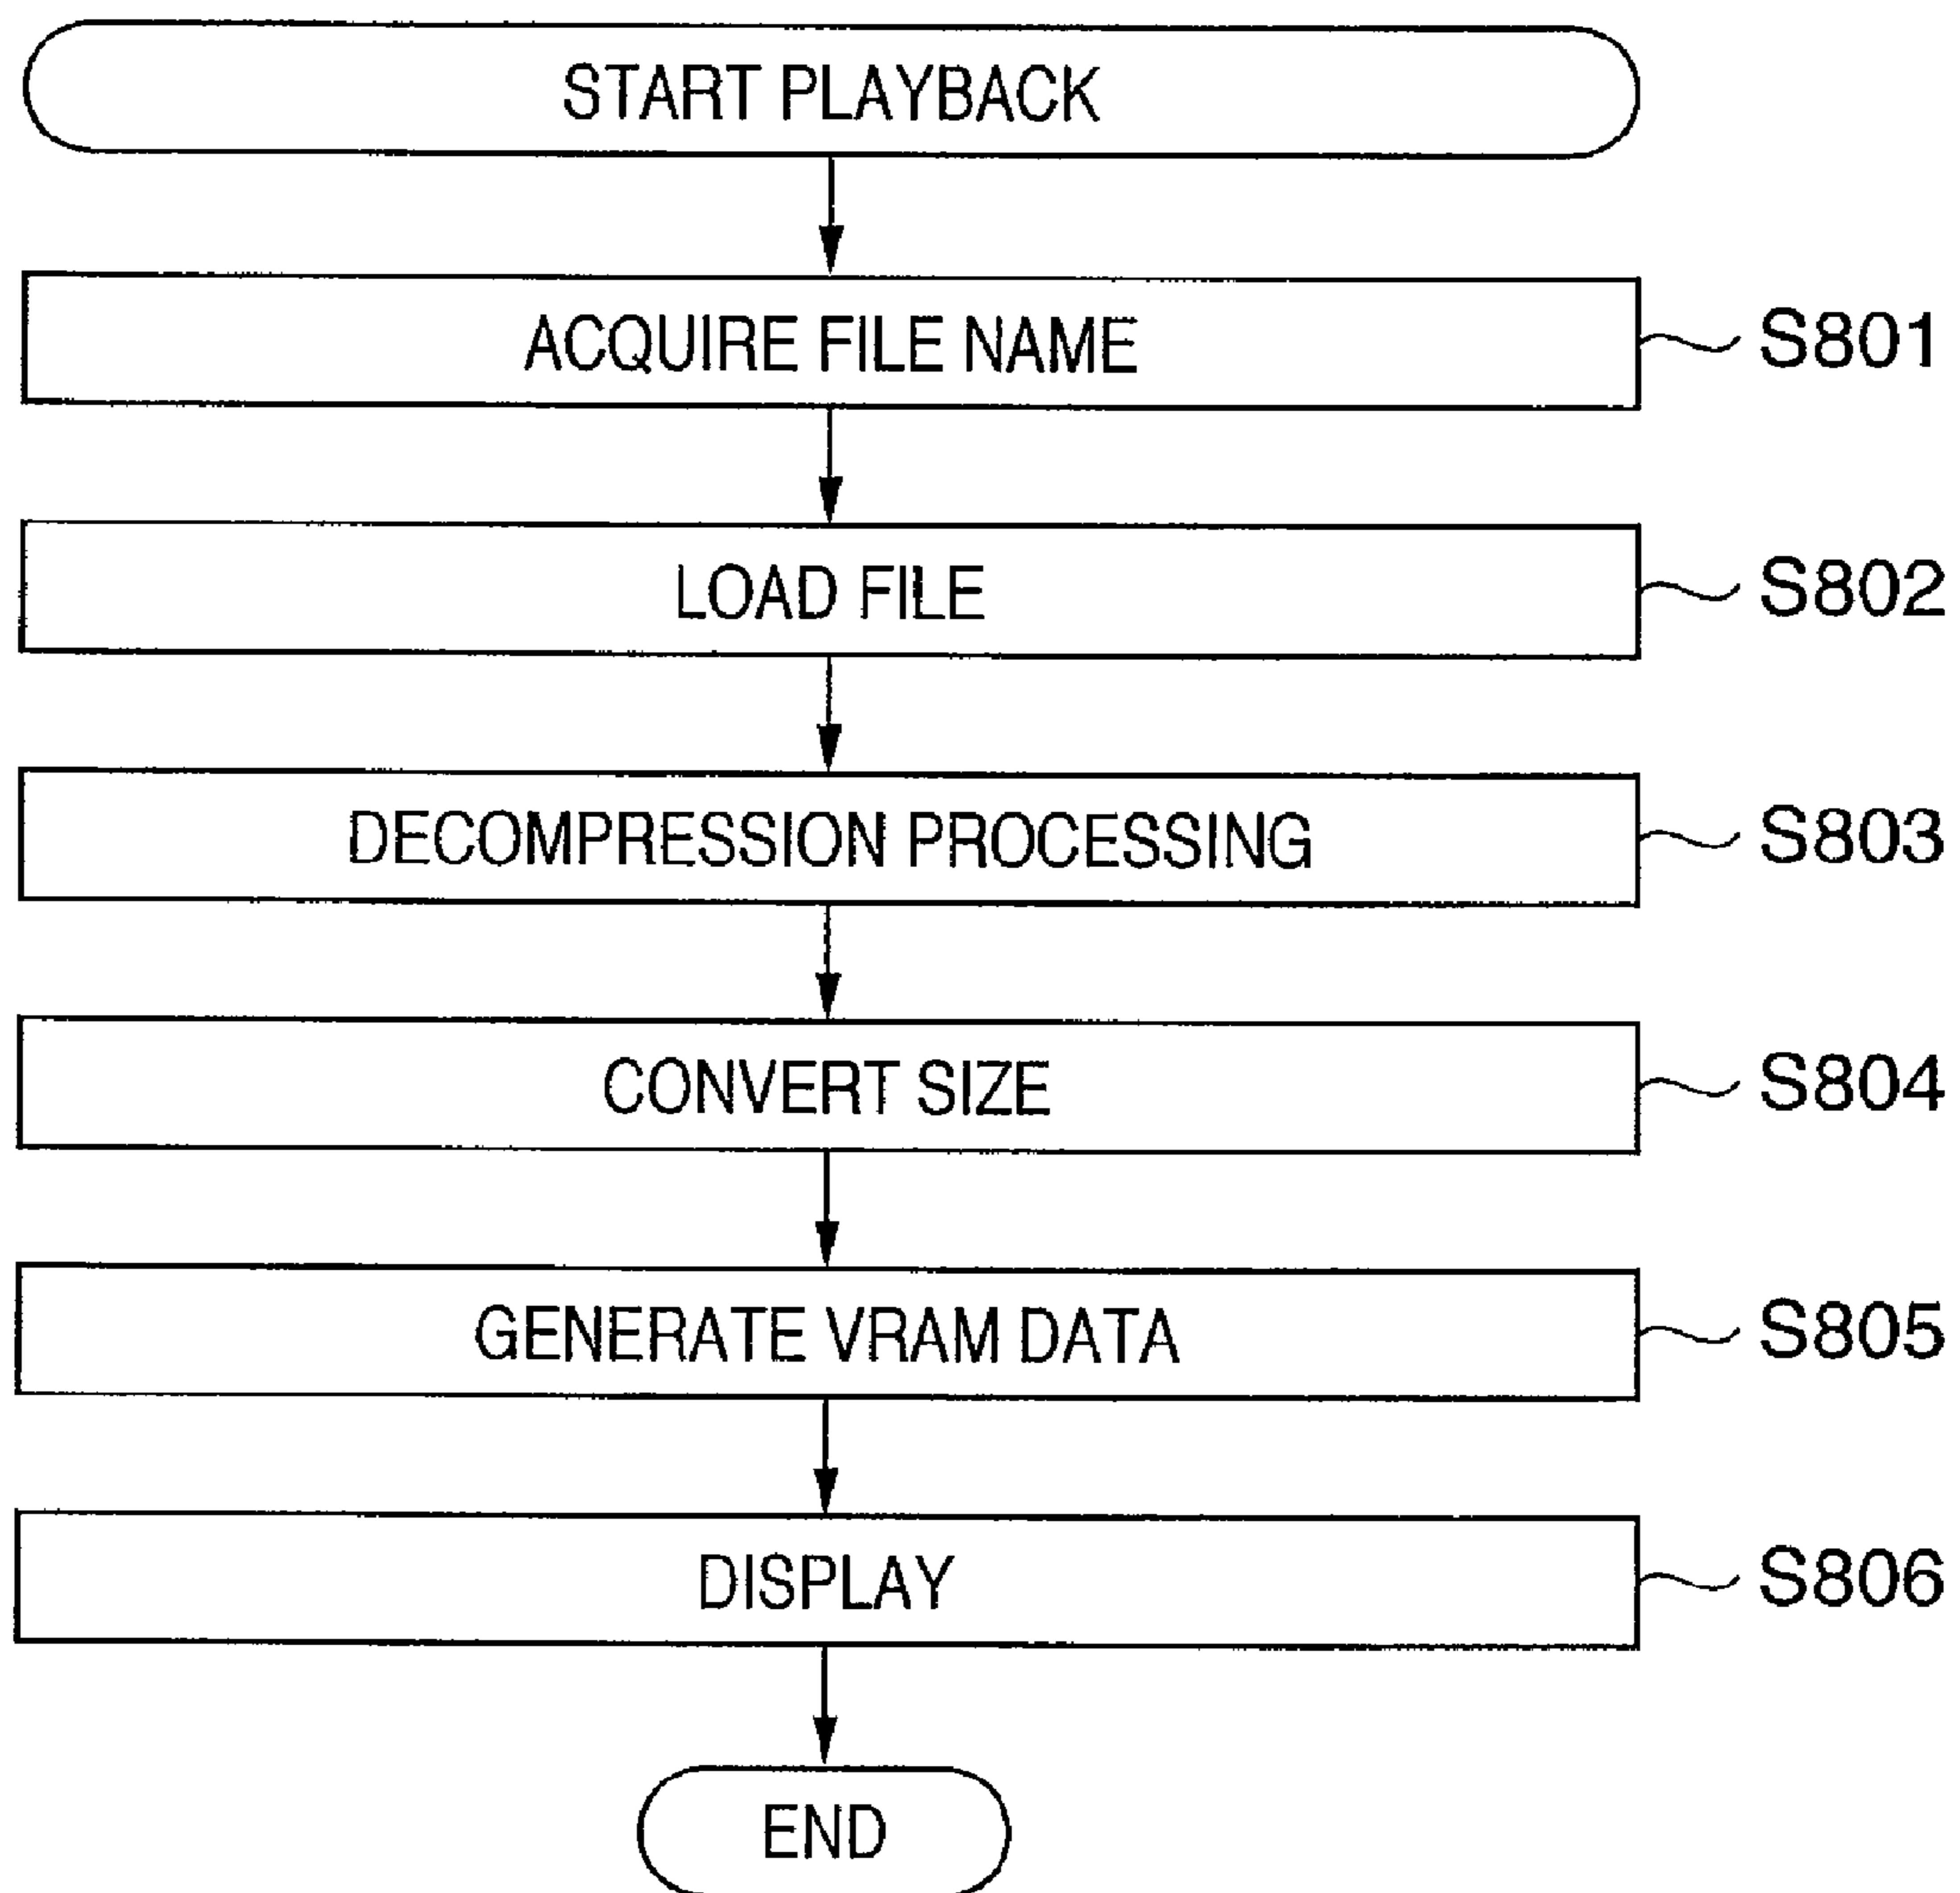 START PLAYBACK
ACQUIRE FILE NAME
S801
LOAD FILE
S802
DECOMPRESSION PROCESSING
S803
CONVERT SIZE
S804
GENERATE VRAM DATA
S805
DISPLAY
S806
END